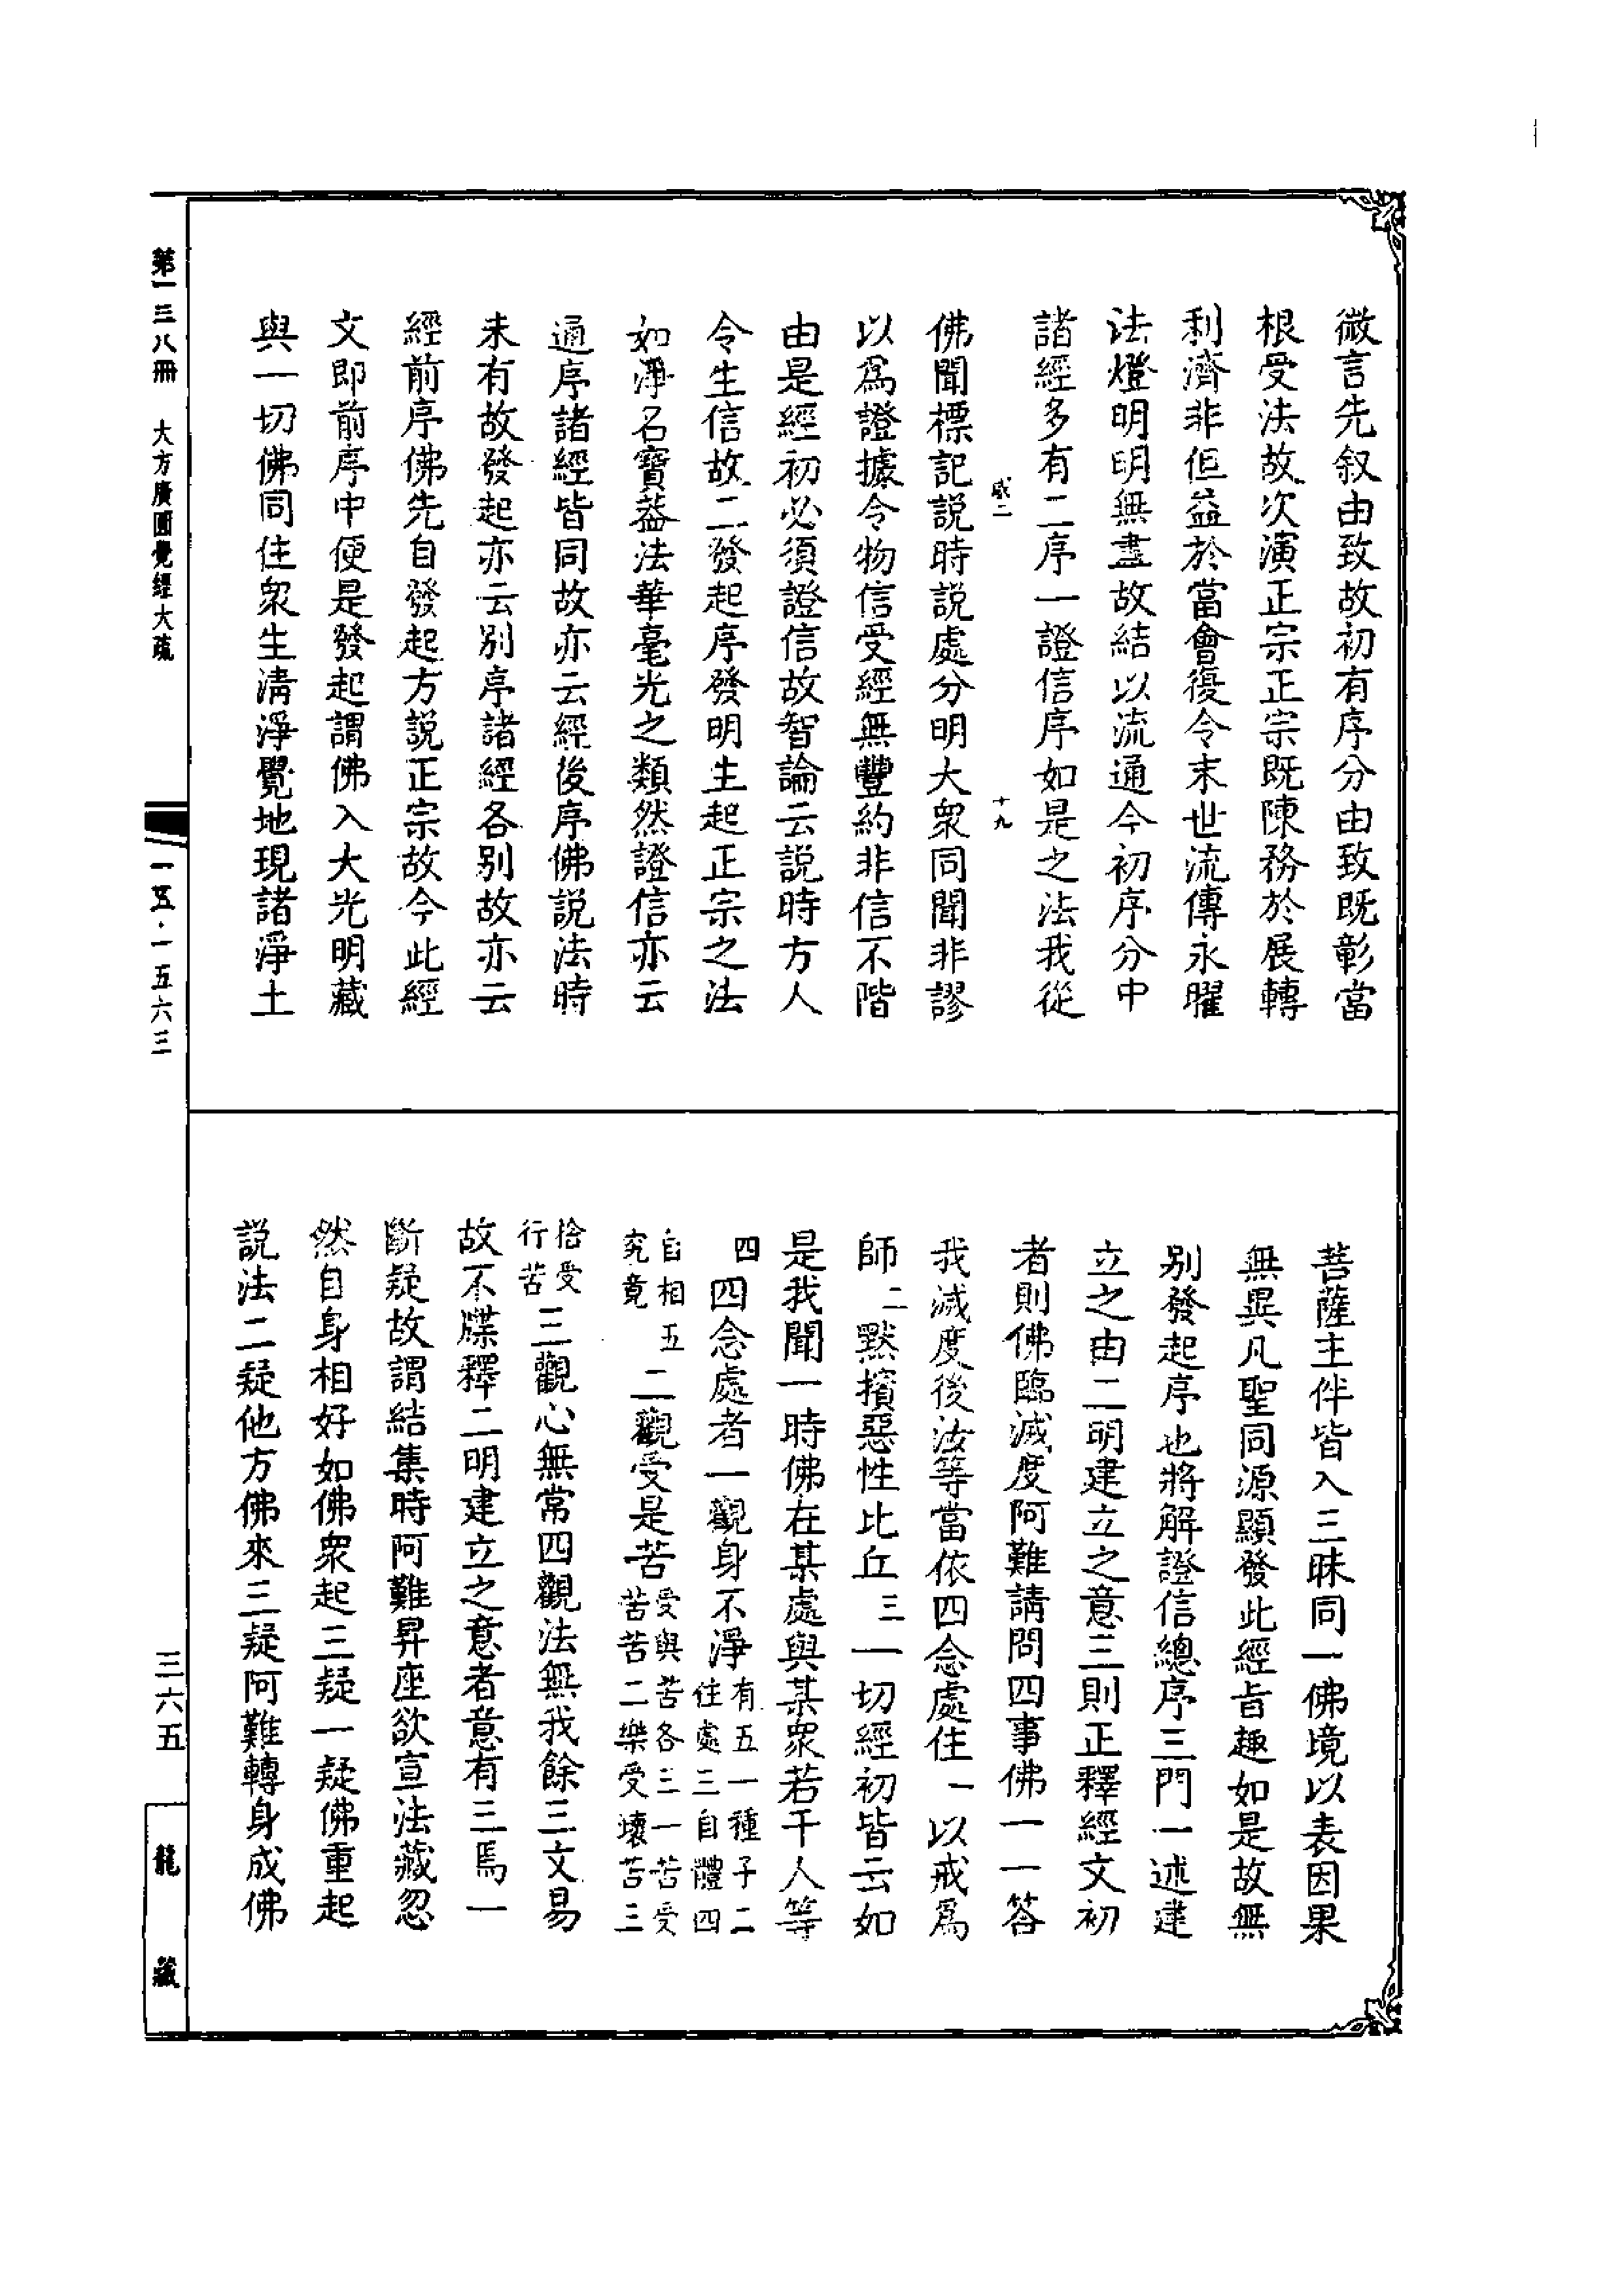 微言先叙由致故初有序分由致既彰當
根受法故次演正宗正宗既陳務於展轉
利濟非但益於當會復令末世流傳永曜
法燈明明無盡故結以流通今初序分中
諸經多有二序一證信序如是之法我從
咸二 十九
佛聞標記説時説處分明大衆同聞非謬
以爲證據令物信受經無豐約非信不階
由是經初必須證信故智論云説時方人
令生信故二發起序發明生起正宗之法
如淨名寶蓋法華毫光之類然證信亦云
通序諸經皆同故亦云經後序佛説法時
未有故發起亦云别序諸經各别故亦云
經前序佛先自發起方説正宗故今此經
文即前序中便是發起謂佛入大光明藏
與一切佛同住衆生清淨覺地現諸淨土
菩薩主伴皆入三昧同一佛境以表因果
無異凡聖同源顯發此經旨趣如是故無
别發起序也將解證信總序三門一述建
立之由二明建立之意三則正釋經文初
者則佛臨滅度阿難請問四事佛一一答
我滅度後汝等當依四念處住一以戒爲
師二默擯惡性比丘三一切經初皆云如
是我聞一時佛在某處與某衆若干人等
四四念處者一觀身不淨有五一種子二住處三自體四
自相五究竟二觀受是苦受與苦各三一苦受苦苦二樂受壞苦三
捨受行苦三觀心無常四觀法無我餘三文易
故不牒釋二明建立之意者意有三焉一
斷疑故謂結集時阿難昇座欲宣法藏忽
然自身相好如佛衆起三疑一疑佛重起
説法二疑他方佛來三疑阿難轉身成佛
第一三八冊 大方廣圓覺經大疏
一五·一五六三
三六五
龍藏